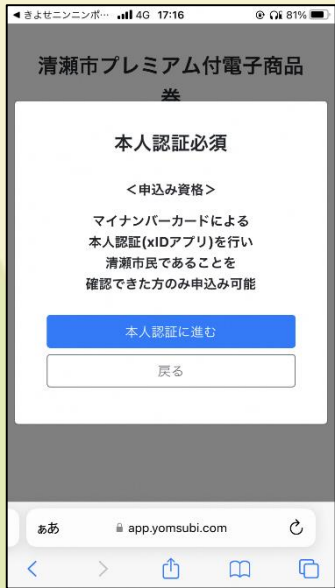 ◀きよせニンニンポ… 4G 17:16 81%
清瀬市プレミアム付電子商品
券
本人認証必須
＜申込み資格＞
マイナンバーカードによる
本人認証(xIDアプリ)を行い
清瀬市民であることを
確認できた方のみ申込み可能
本人認証に進む
戻る
ああ app.yomsubi.com